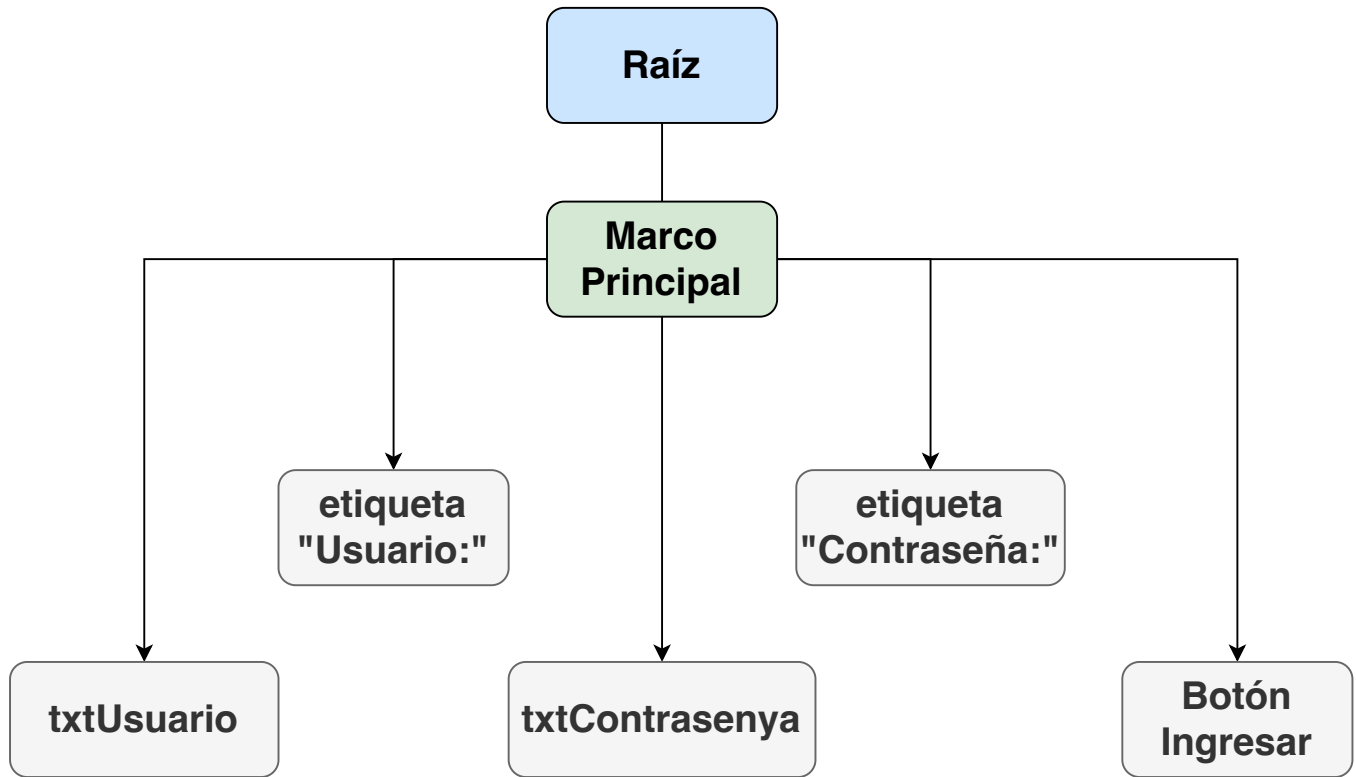 Raíz
Marco
Principal
etiqueta
"Usuario:"
etiqueta
"Contraseña:"
txtUsuario
txtContrasenya
Botón
Ingresar